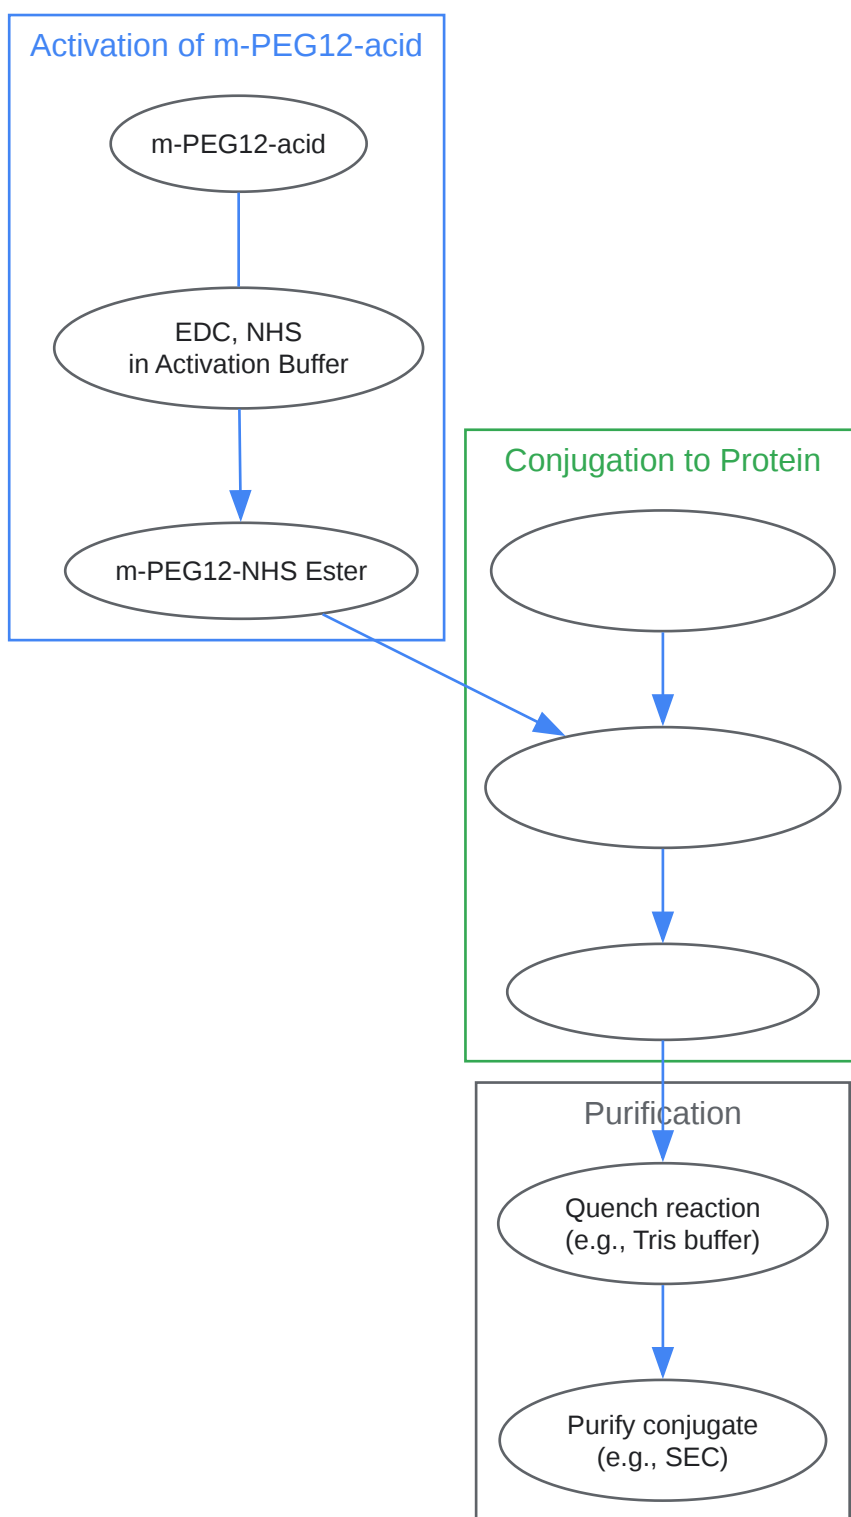 Activation of m-PEG12-acid
m-PEG12-acid
EDC, NHS
in Activation Buffer
m-PEG12-NHS Ester
Conjugation to Protein
Purification
Quench reaction
(e.g., Tris buffer)
Purify conjugate
(e.g., SEC)